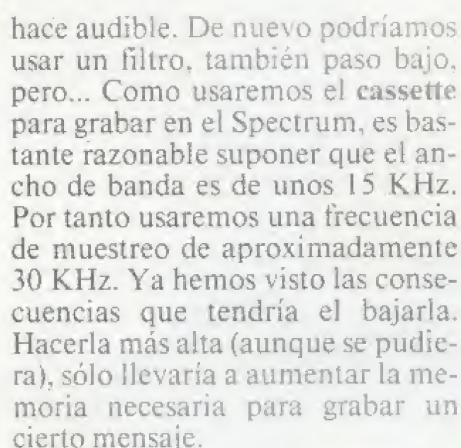 hace audible. De nuevo podríamos
usar un filtro, también paso bajo,
pero... Como usaremos el cassette
para grabar en el Spectrum, es bas-
tante razonable suponer que el an-
cho de banda es de unos 15 KHz.
Por tanto usaremos una frecuencia
de muestreo de aproximadamente
30 KHz. Ya hemos visto las conse-
cuencias que tendría el bajarla.
Hacerla más alta (aunque se pudie-
ra), sólo llevaría a aumentar la me-
moria necesaria para grabar un
cierto mensaje.